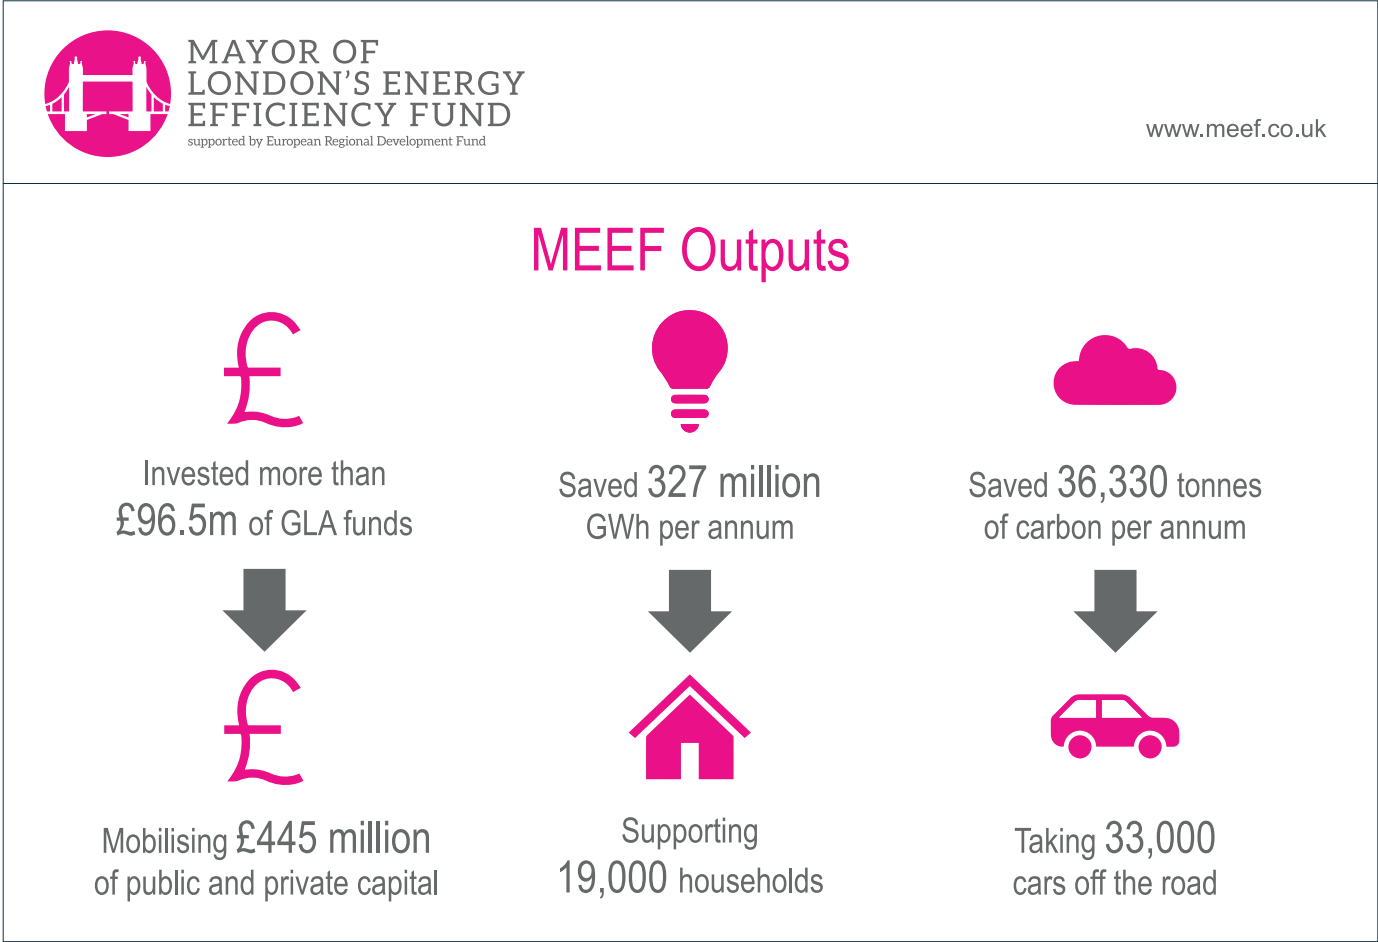 MAYOR OF
LONDON'S ENERGY
EFFICIENCY FUND
supported by European Regional Development Fund
www.meef.co.uk
MEEF Outputs
£
Invested more than
£96.5m of GLA funds
Saved 327 million
GWh per annum
Saved 36,330 tonnes
of carbon per annum
£
Mobilising £445 million
of public and private capital
Supporting
19,000 households
Taking 33,000
cars off the road